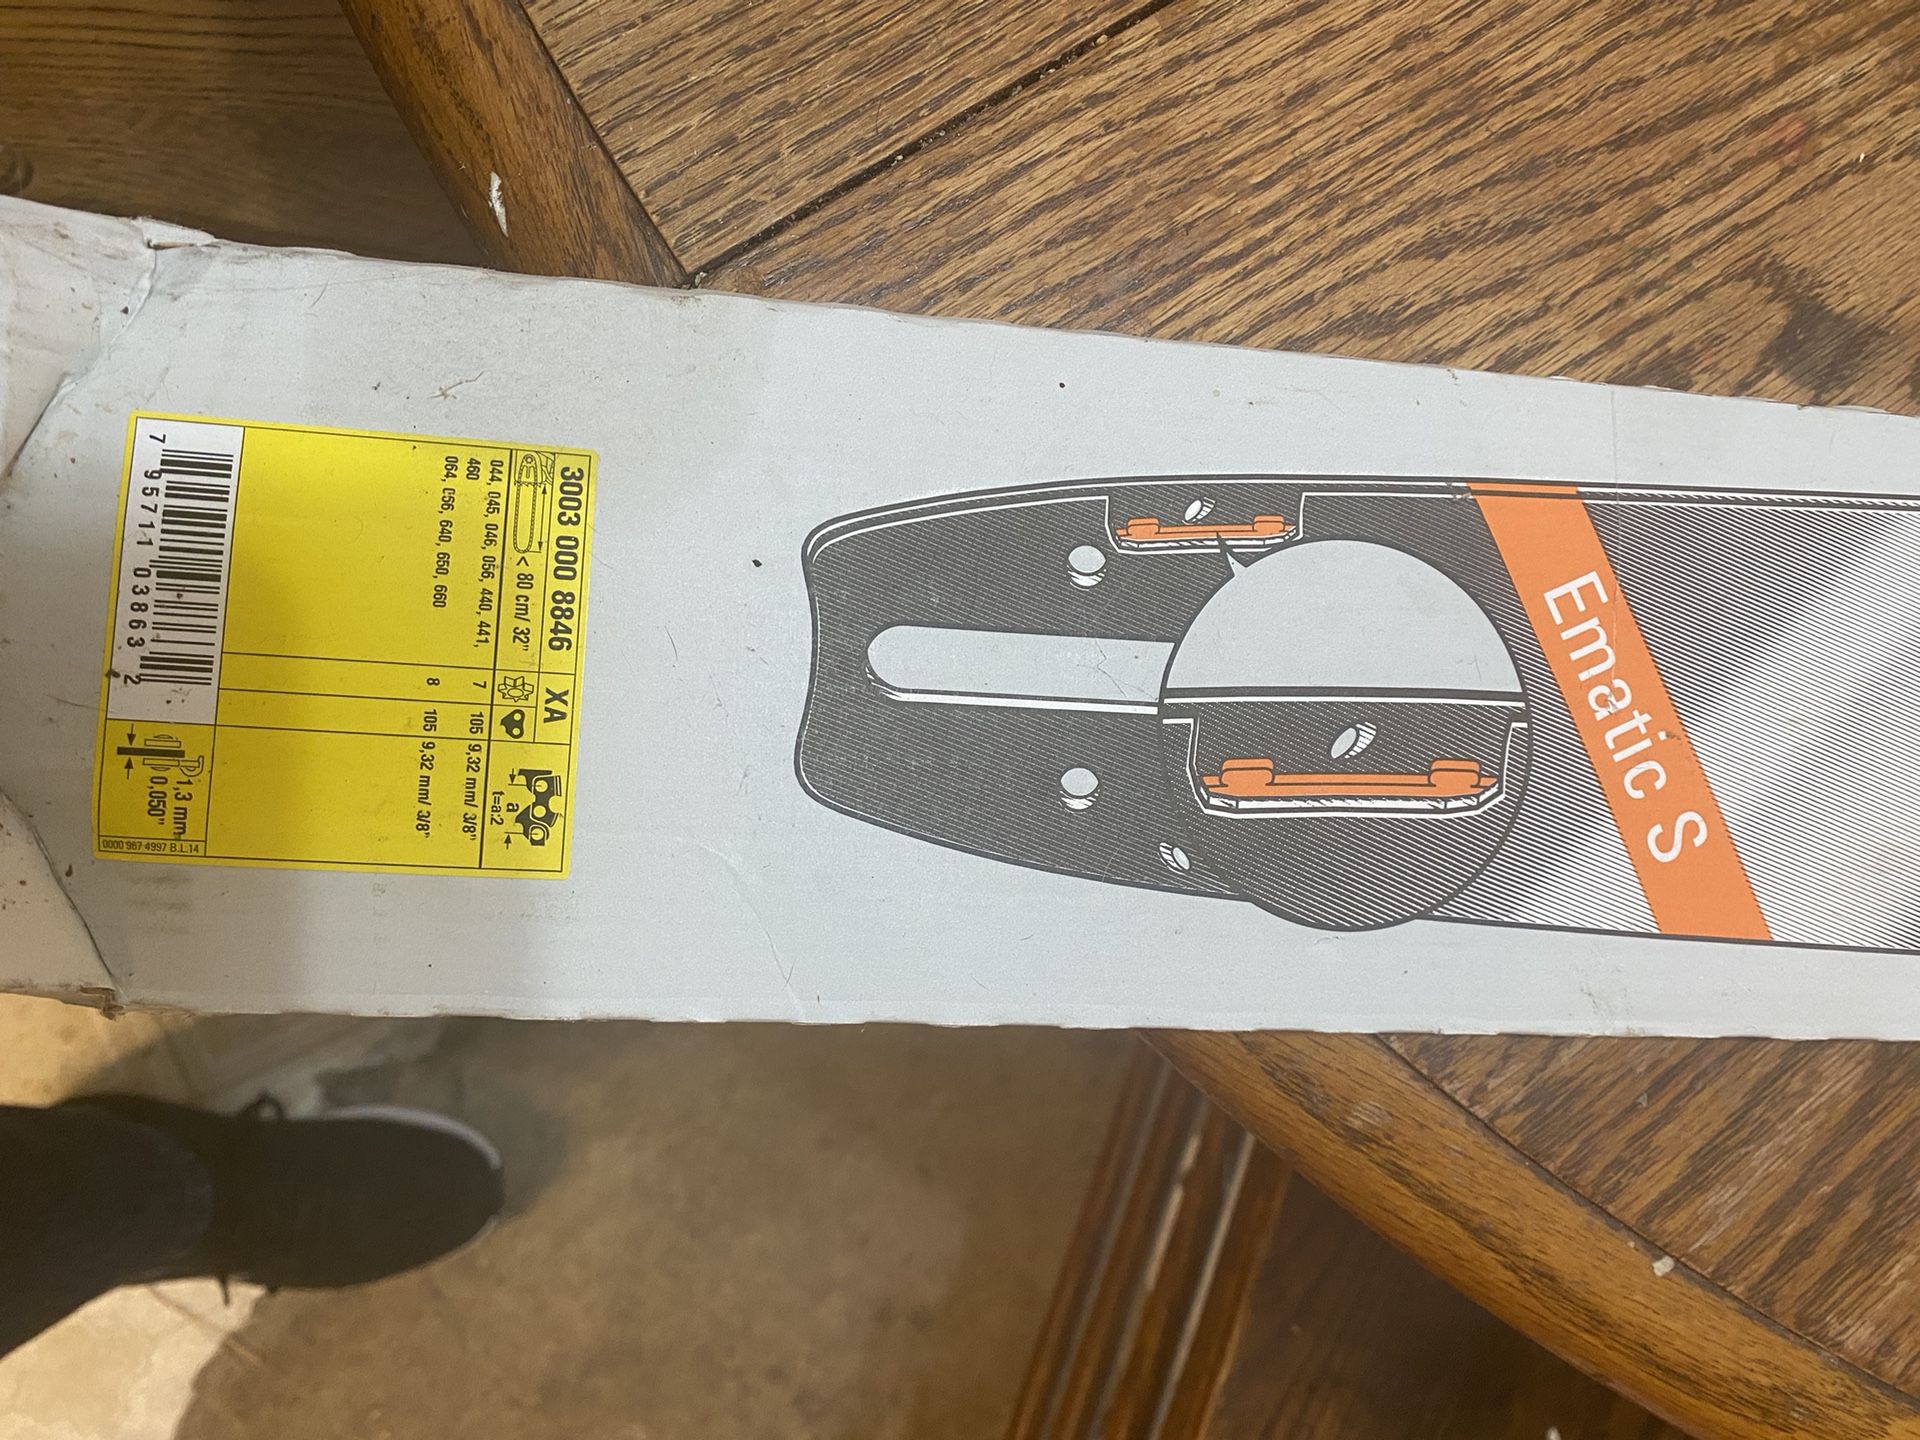 3003 000 8846 XA
< 80 cm/ 32"
a
t=a:2
044, 045, 046, 056, 440, 441, 7 105 9,32 mm/ 3/8"
460
064, 066, 640, 650, 660 8 105 9,32 mm/ 3/8"
7 95711 03863 2
1,3 mm
0,050"
0000 967 4997 B.L.14
Ematic S